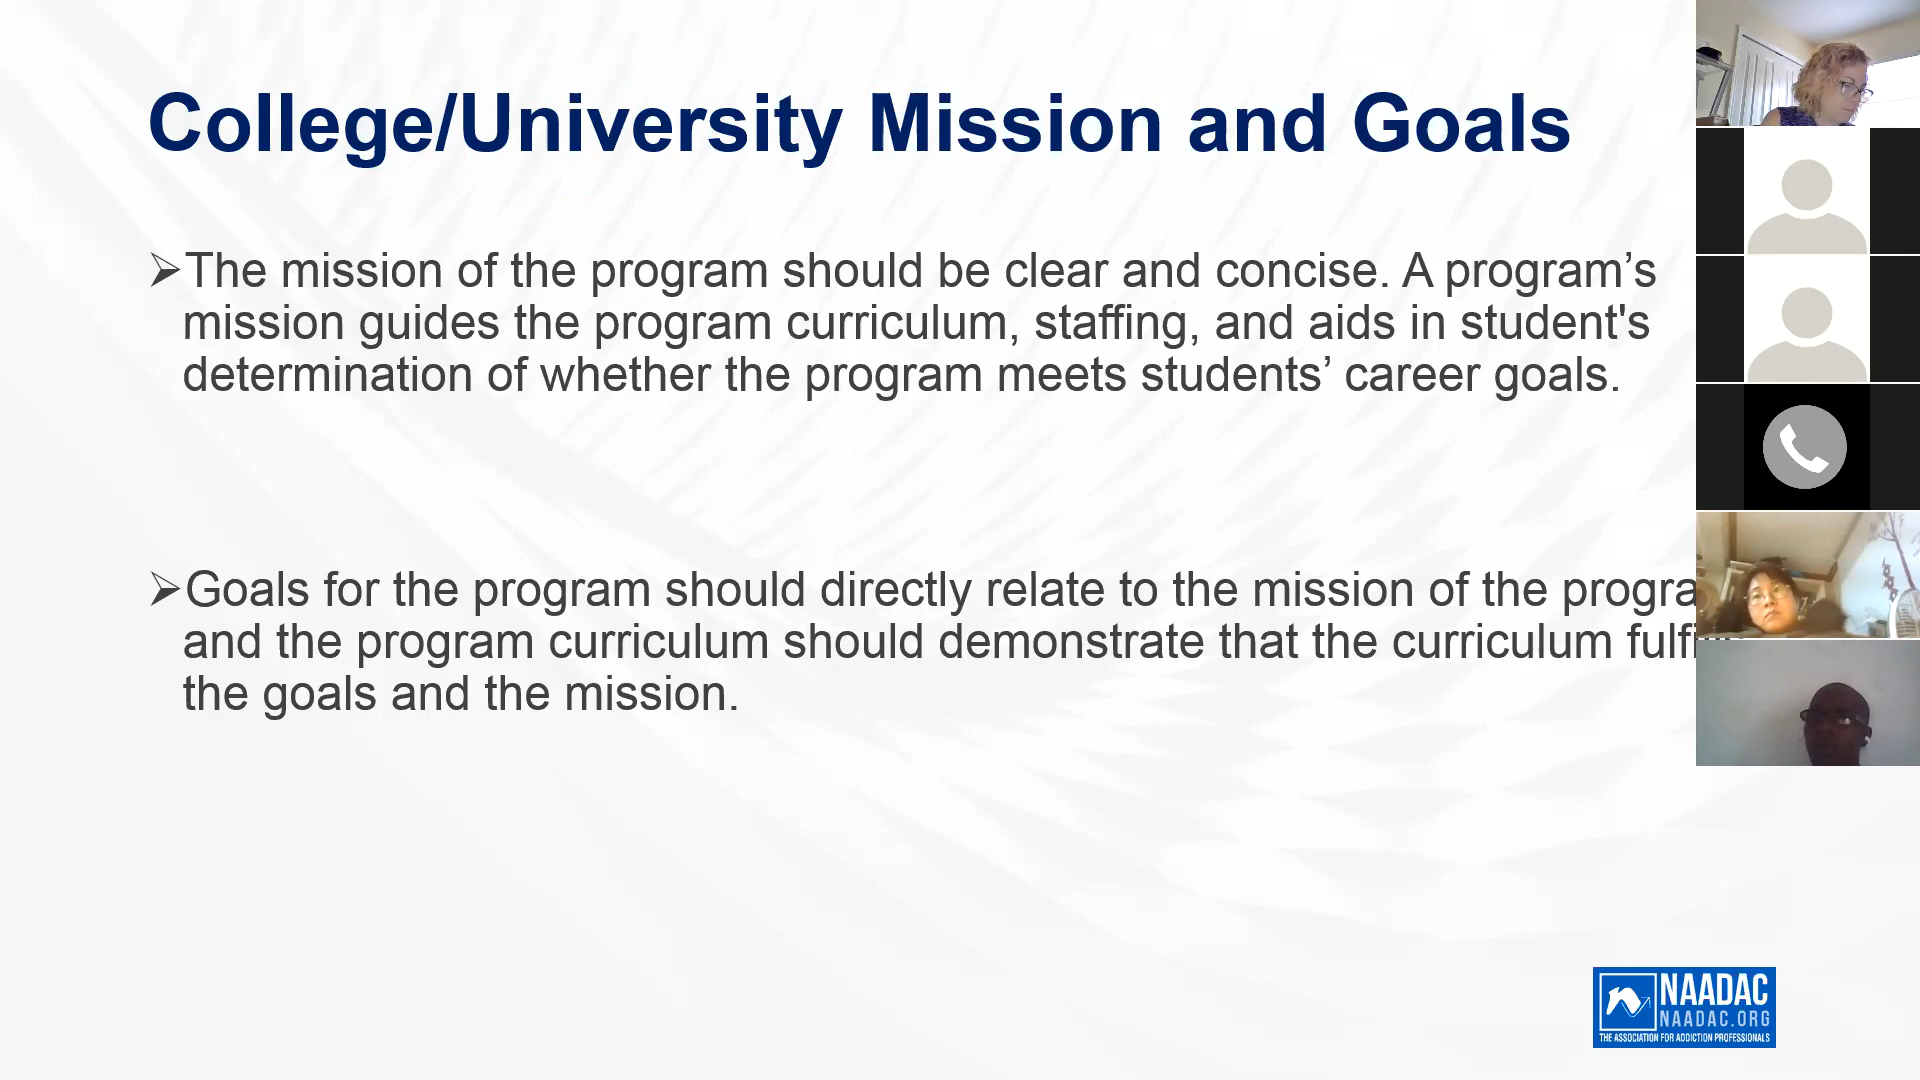 College/University Mission and Goals
➢The mission of the program should be clear and concise. A program’s
mission guides the program curriculum, staffing, and aids in student's
determination of whether the program meets students’ career goals.
➢Goals for the program should directly relate to the mission of the
and the program curriculum should demonstrate that the curriculum
the goals and the mission.
NAADAC
NAADAC.ORG
THE ASSOCIATION FOR ADDICTION PROFESSIONALS